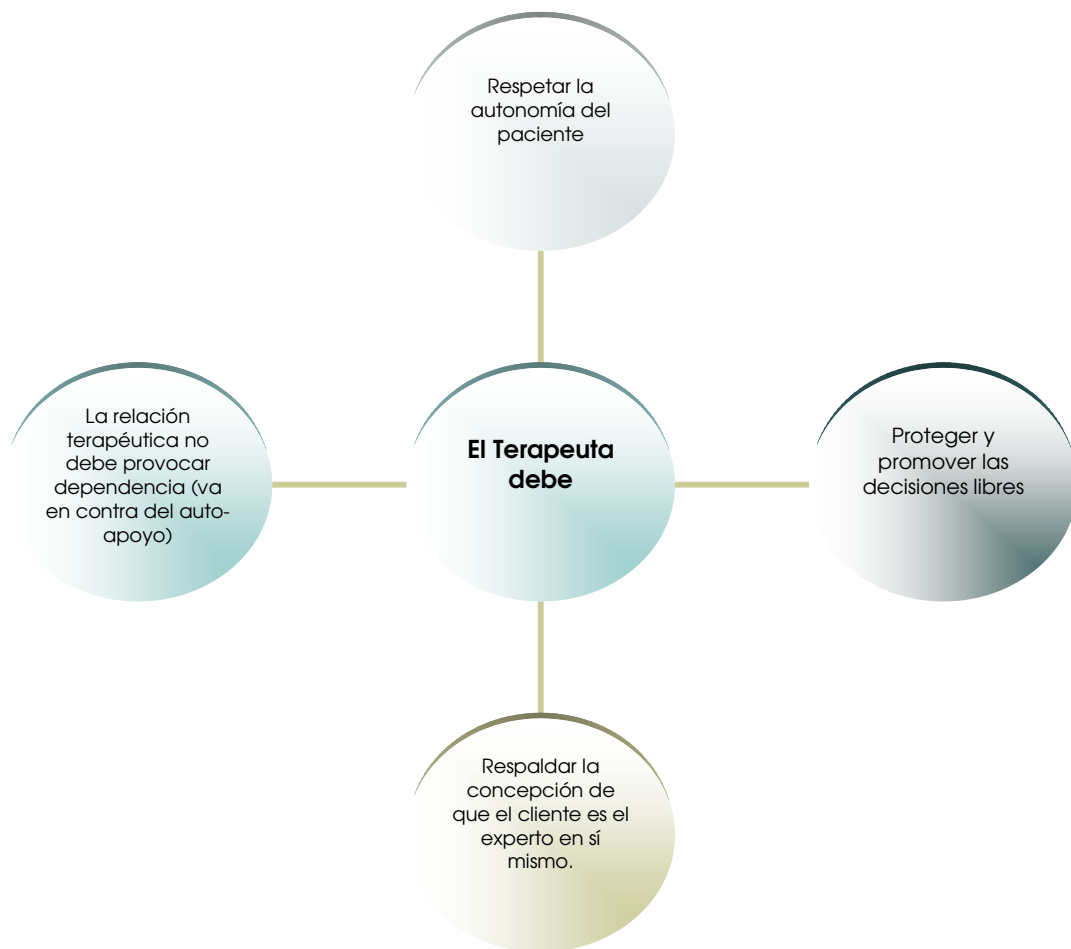 Respetar la
autonomía del
paciente
La relación
terapéutica no
debe provocar
dependencia (va
en contra del auto-
apoyo)
El Terapeuta
debe
Proteger y
promover las
decisiones libres
Respaldar la
concepción de
que el cliente es el
experto en sí
mismo.